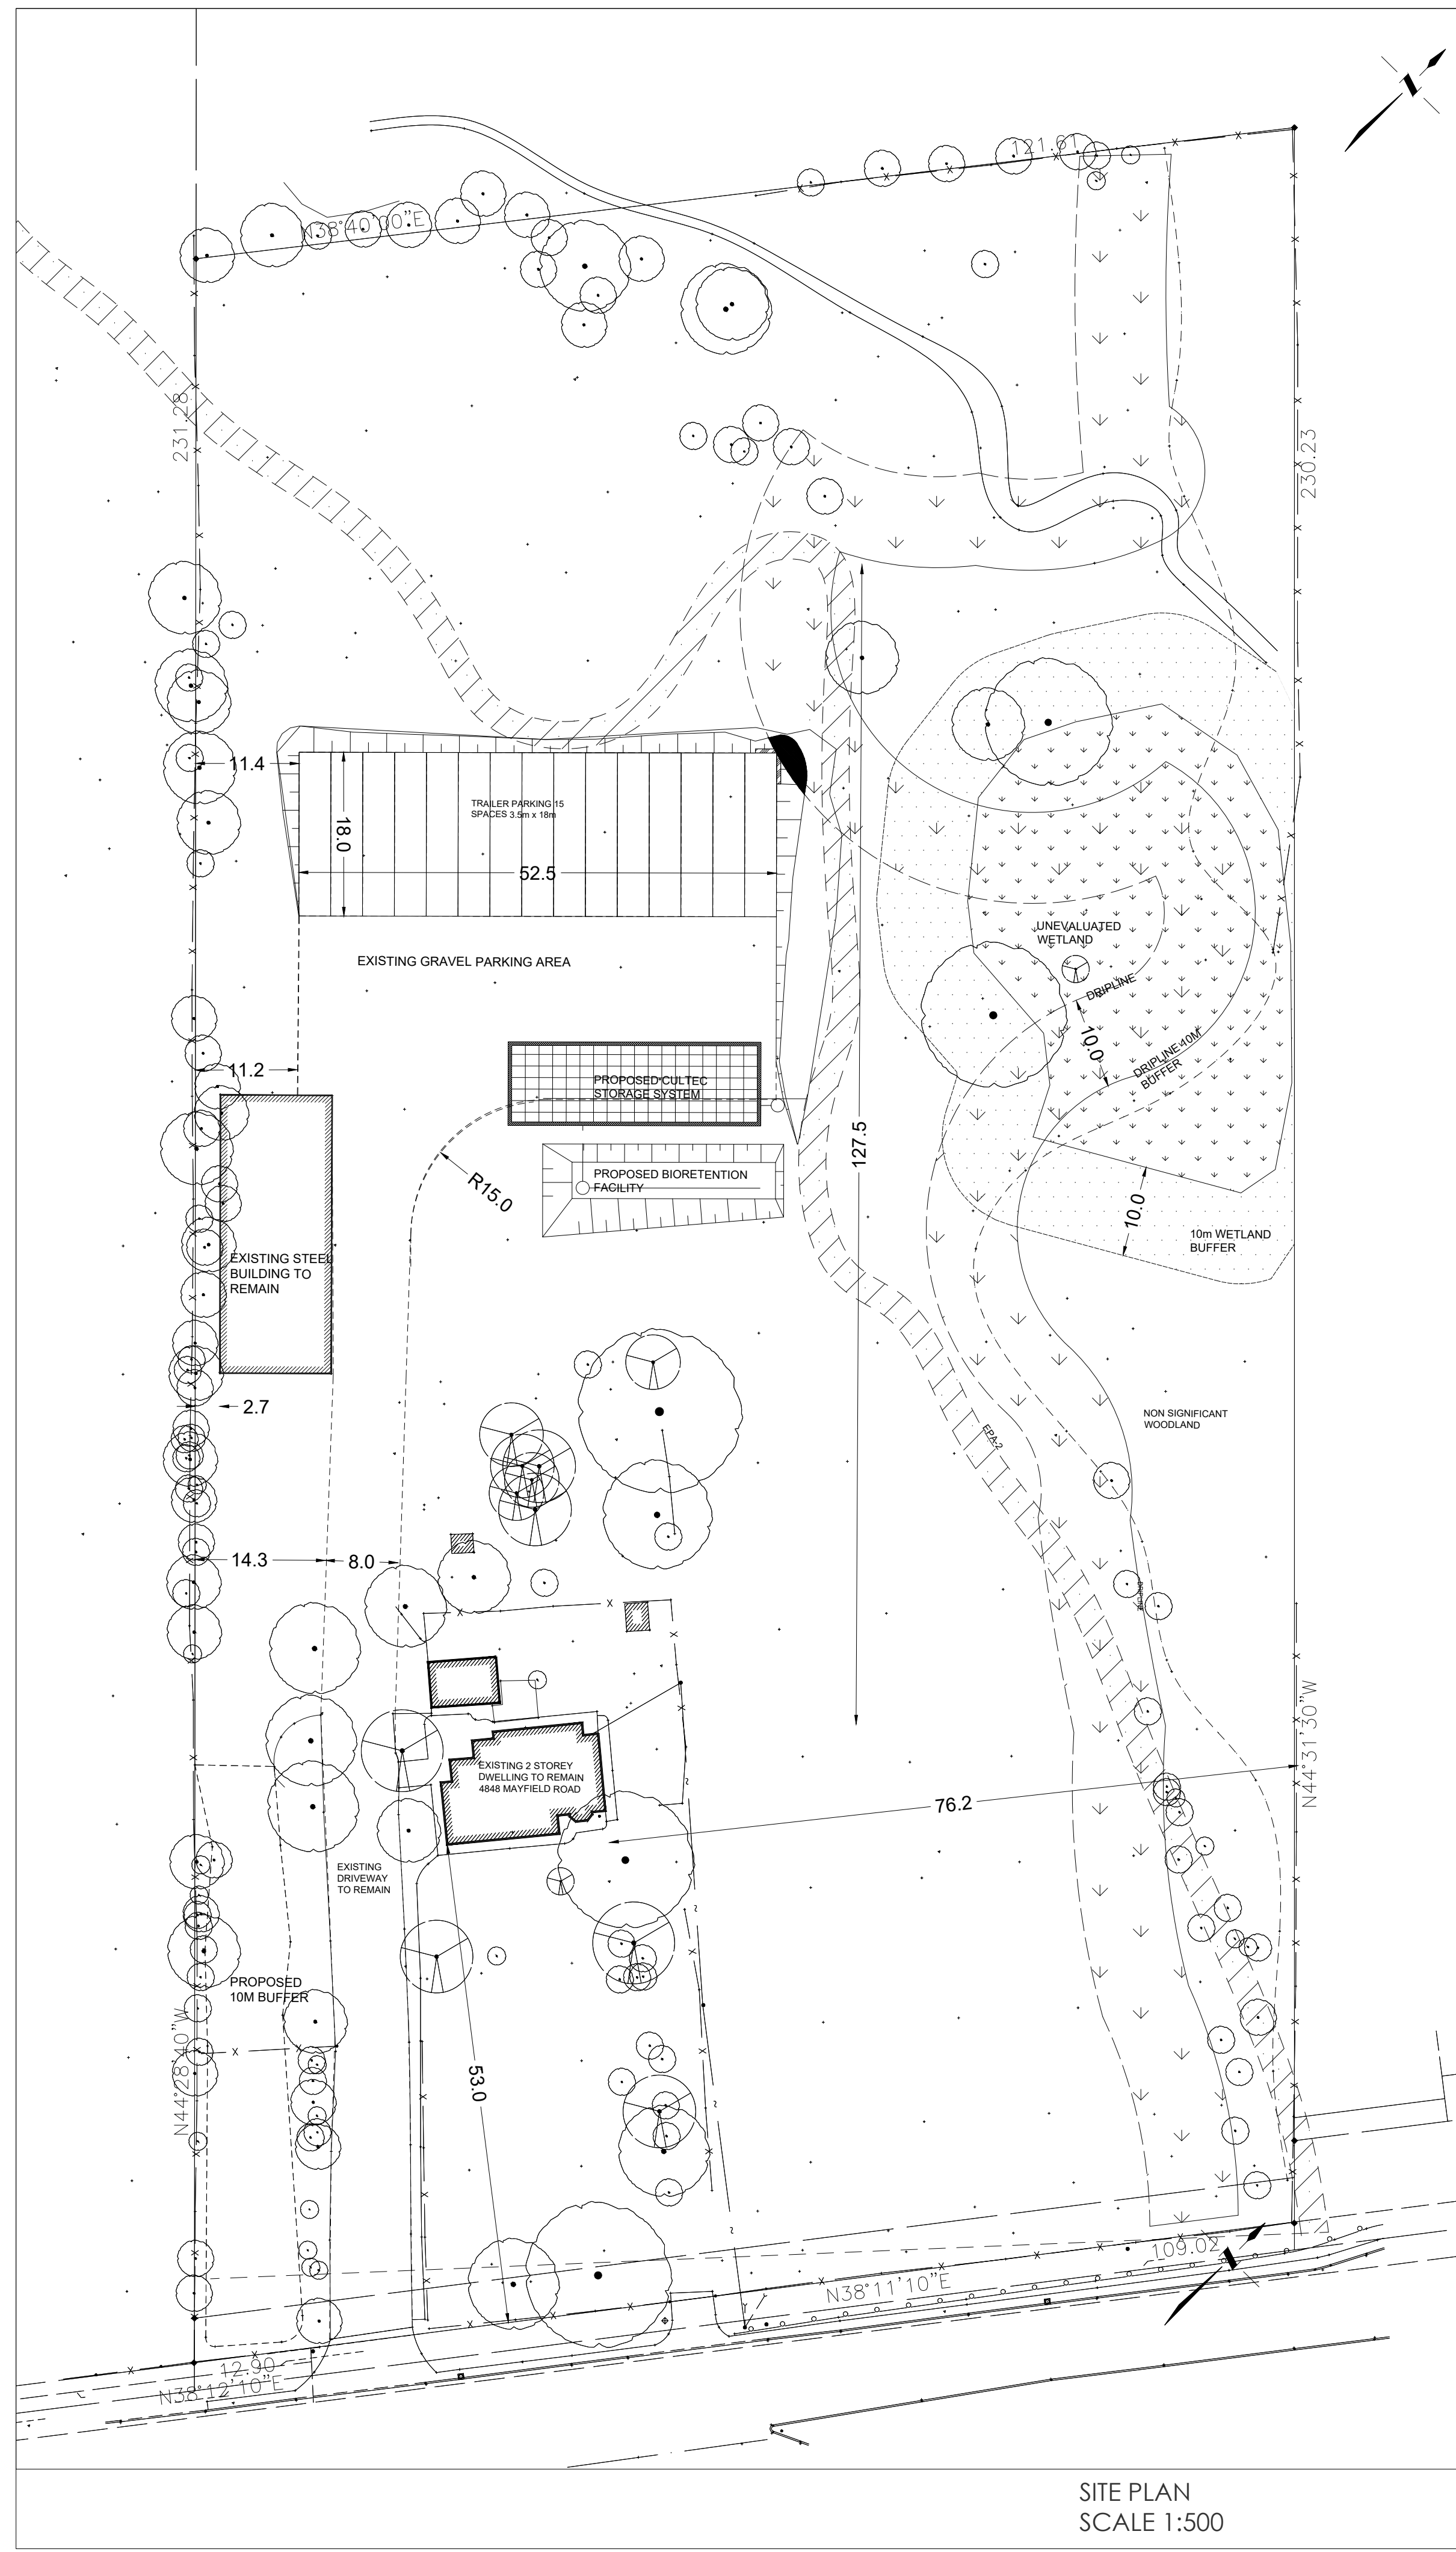 121.61
N38°40'00"E
231.28
230.23
11.4
TRAILER PARKING 15
SPACES 3.5m x 18m
18.0
52.5
UNEVALUATED
WETLAND
EXISTING GRAVEL PARKING AREA
DRIPLINE
10.0
DRIPLINE 10M
BUFFER
11.2
PROPOSED CULTEC
STORAGE SYSTEM
127.5
PROPOSED BIORETENTION
FACILITY
R15.0
10.0
10m WETLAND
BUFFER
EXISTING STEEL
BUILDING TO
REMAIN
2.7
NON SIGNIFICANT
WOODLAND
EPA-2
14.3
8.0
DRIPLINE
N44°31'30"W
EXISTING 2 STOREY
DWELLING TO REMAIN
4848 MAYFIELD ROAD
76.2
EXISTING
DRIVEWAY
TO REMAIN
PROPOSED
10M BUFFER
N44°28'40"W
53.0
109.02
N38°11'10"E
12.90
N38°12'10"E
SITE PLAN
SCALE 1:500